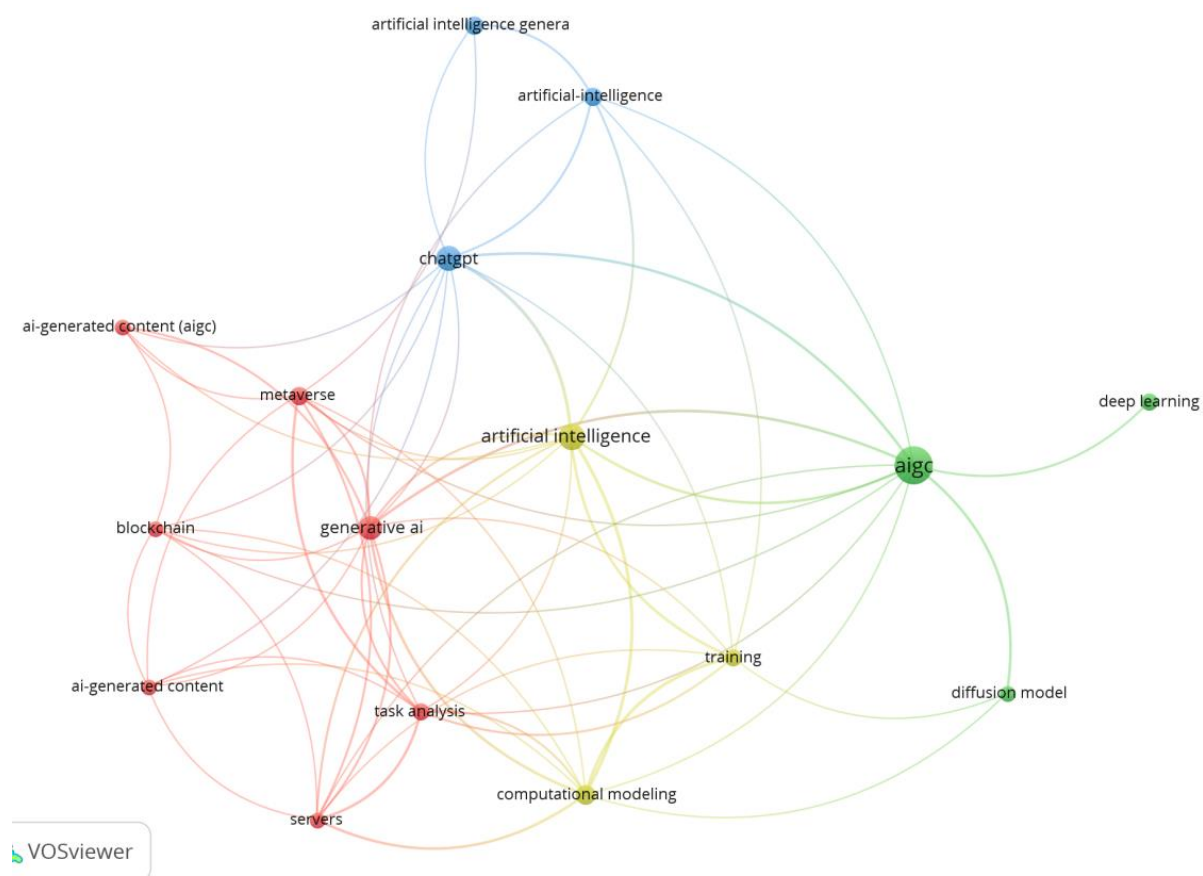 artificial intelligence genera
artificial-intelligence
chatgpt
ai-generated content (aigc)
metaverse
deep learning
artificial intelligence
aigc
blockchain
generative ai
training
ai-generated content
diffusion model
task analysis
computational modeling
servers
VOSviewer